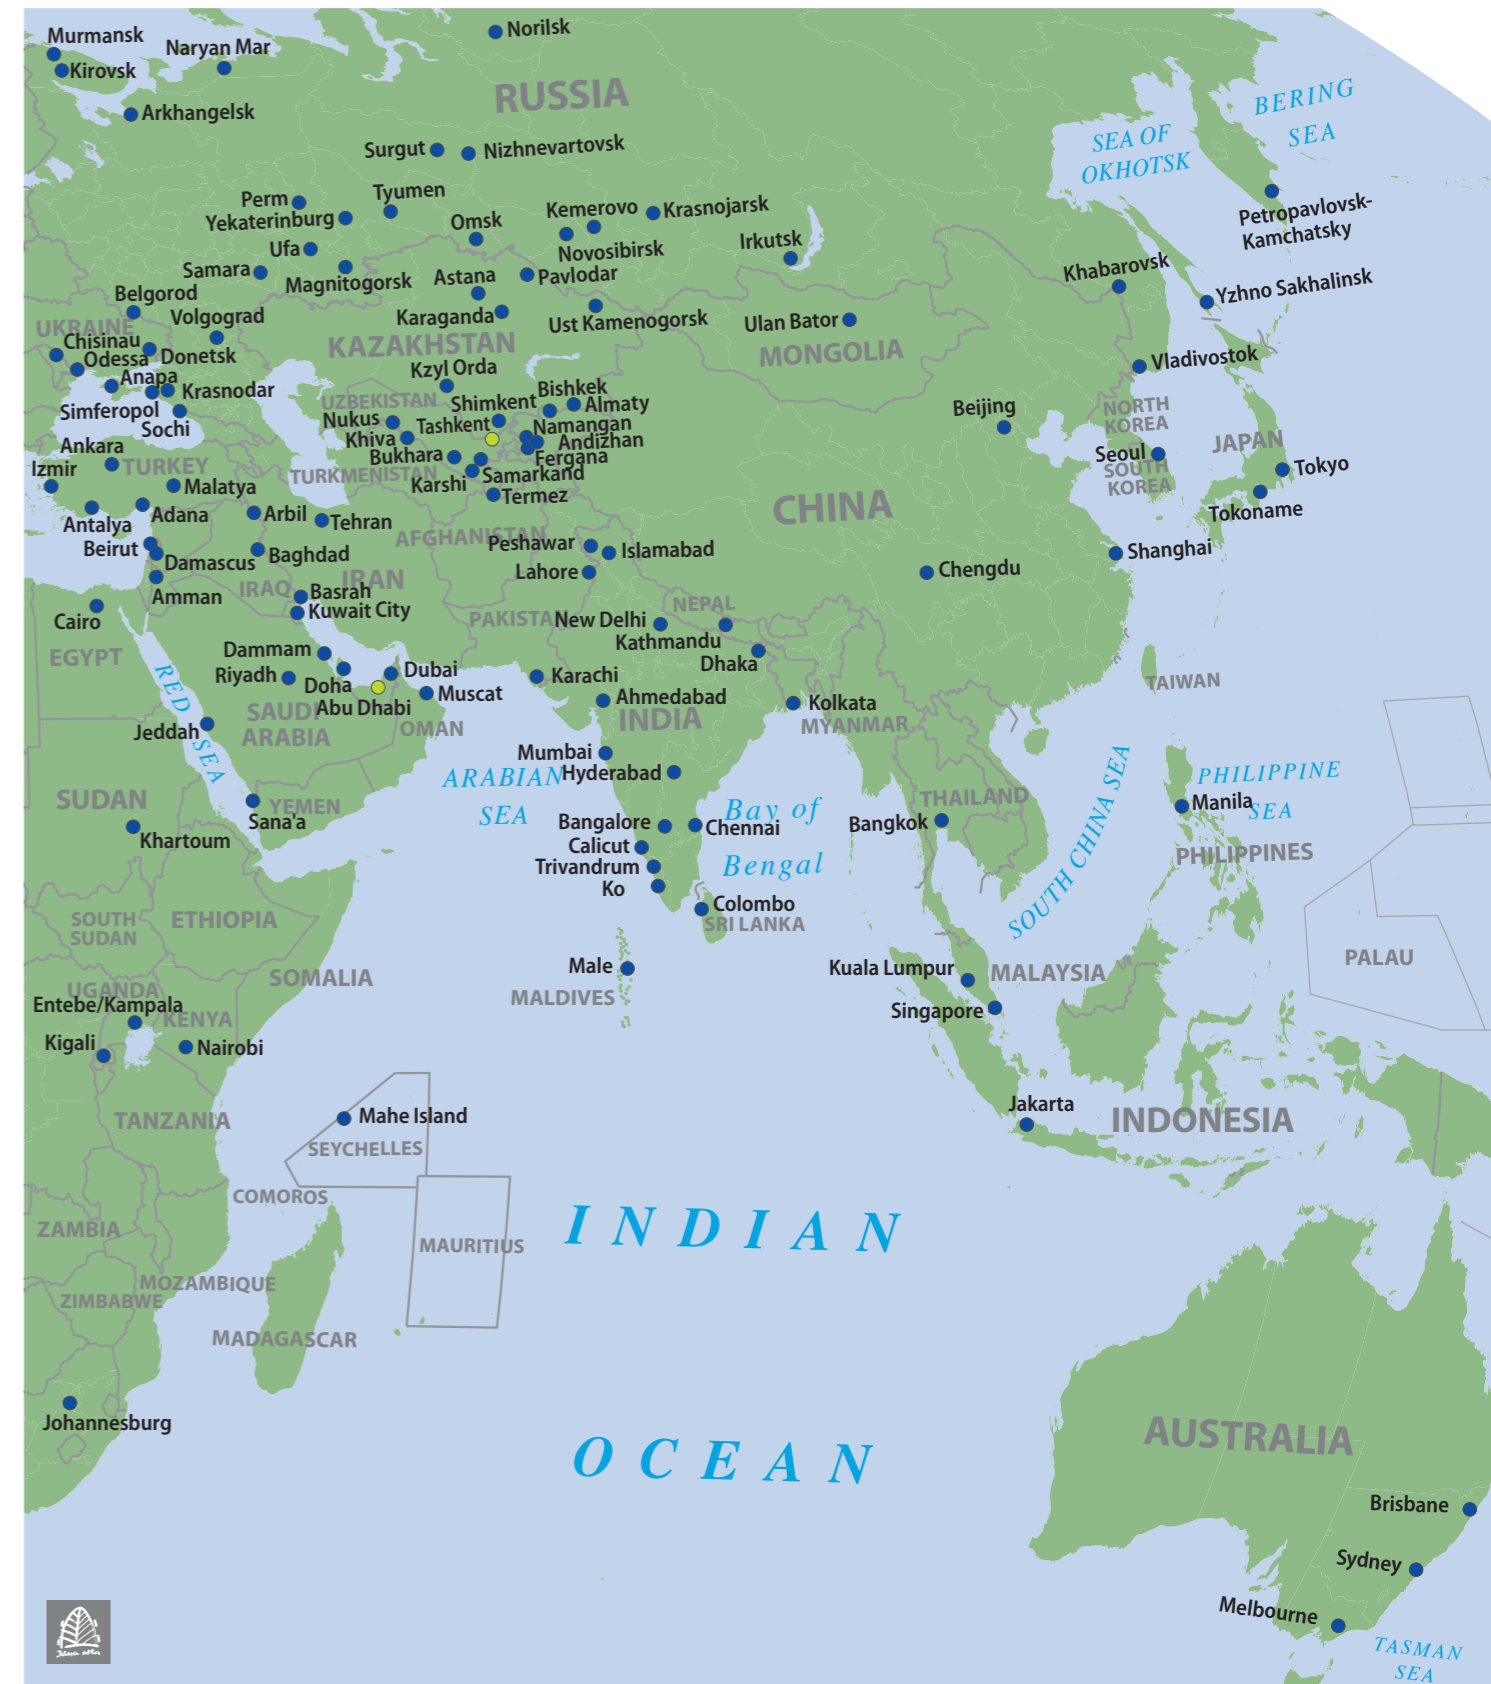 Murmansk
Norilsk
Naryan Mar
Kirovsk
RUSSIA
BERING
SEA
Arkhangelsk
SEA OF
OKHOTSK
Surgut
Nizhnevartovsk
Tyumen
Perm
Yekaterinburg
Kemerovo
Krasnojarsk
Omsk
Petropavlovsk-
Kamchatsky
Ufa
Novosibirsk
Irkutsk
Samara
Magnitogorsk
Astana
Pavlodar
Khabarovsk
Yzhno Sakhalinsk
Belgorod
Volgograd
Karaganda
Ust Kamenogorsk
Ulan Bator
UKRAINE
Chisinau
KAZAKHSTAN
MONGOLIA
Odessa
Donetsk
Vladivostok
Kzyl Orda
Anapa
Krasnodar
Bishkek
UZBEKISTAN
Shimkent
Almaty
Simferopol
Beijing
NORTH
KOREA
Nukus
Tashkent
Namangan
Sochi
Khiva
Andizhan
JAPAN
Ankara
Bukhara
Fergana
Seoul
Izmir
TURKEY
SOUTH
KOREA
Tokyo
TURKMENISTAN
Samarkand
Karshi
Malatya
Termez
CHINA
Tokoname
Adana
Arbil
Tehran
Antalya
AFGHANISTAN
Peshawar
Islamabad
Beirut
Damascus
Baghdad
Shanghai
Lahore
Chengdu
IRAN
IRAQ
Basrah
Amman
Kuwait City
Cairo
PAKISTAN
New Delhi
NEPAL
Kathmandu
EGYPT
Dammam
Dhaka
Riyadh
Doha
Dubai
Karachi
TAIWAN
Abu Dhabi
Muscat
Ahmedabad
Kolkata
RED SEA
SAUDI
ARABIA
OMAN
INDIA
MYANMAR
Jeddah
Mumbai
ARABIAN
SEA
Hyderabad
PHILIPPINE
SEA
SUDAN
YEMEN
THAILAND
SOUTH CHINA SEA
Manila
Sana'a
Bay of
Bengal
Khartoum
Bangalore
Chennai
Bangkok
Calicut
PHILIPPINES
Trivandrum
Ko
Colombo
SOUTH
SUDAN
ETHIOPIA
SRI LANKA
PALAU
SOMALIA
Male
Kuala Lumpur
MALAYSIA
UGANDA
MALDIVES
Entebe/Kampala
KENYA
Singapore
Kigali
Nairobi
Mahe Island
Jakarta
TANZANIA
INDONESIA
SEYCHELLES
COMOROS
ZAMBIA
INDIAN
MAURITIUS
MOZAMBIQUE
ZIMBABWE
MADAGASCAR
Johannesburg
AUSTRALIA
OCEAN
Brisbane
Sydney
Melbourne
TASMAN
SEA